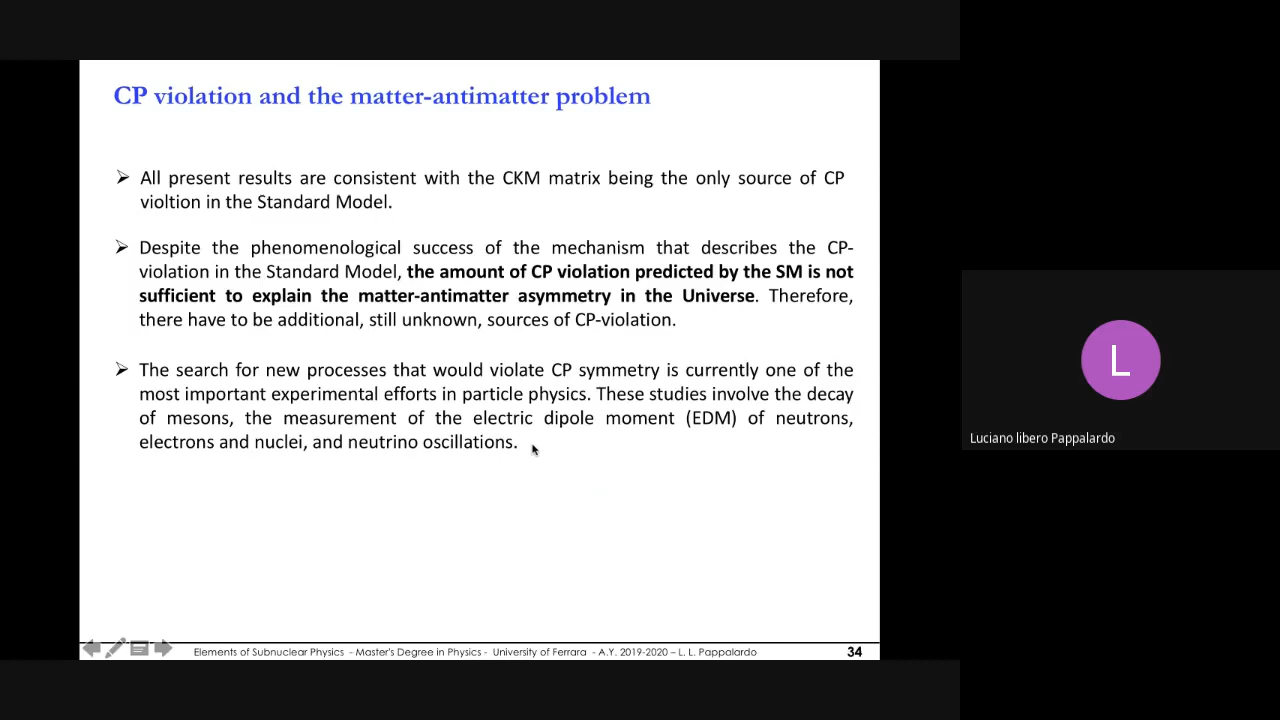 CP violation and the matter-antimatter problem
➢ All present results are consistent with the CKM matrix being the only source of CP
violtion in the Standard Model.
➢ Despite the phenomenological success of the mechanism that describes the CP-
violation in the Standard Model, the amount of CP violation predicted by the SM is not
sufficient to explain the matter-antimatter asymmetry in the Universe. Therefore,
there have to be additional, still unknown, sources of CP-violation.
➢ The search for new processes that would violate CP symmetry is currently one of the
most important experimental efforts in particle physics. These studies involve the decay
of mesons, the measurement of the electric dipole moment (EDM) of neutrons,
electrons and nuclei, and neutrino oscillations.
Elements of Subnuclear Physics - Master's Degree in Physics - University of Ferrara - A.Y. 2019-2020 – L. L. Pappalardo
34
L
Luciano libero Pappalardo